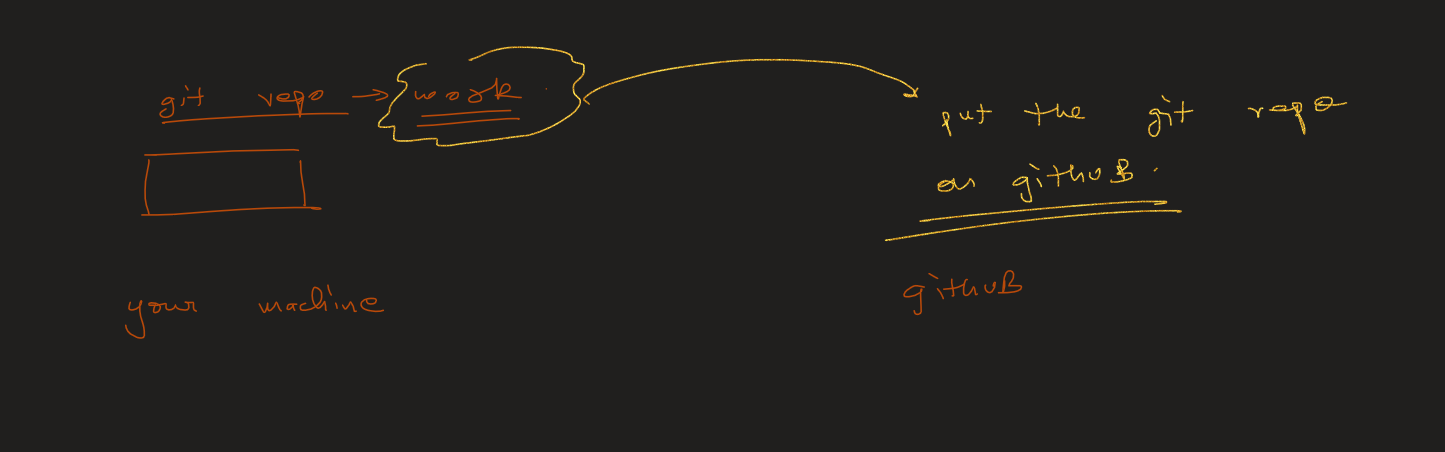 git repo → work
put the git repo
on githuB.
githuB
your machine